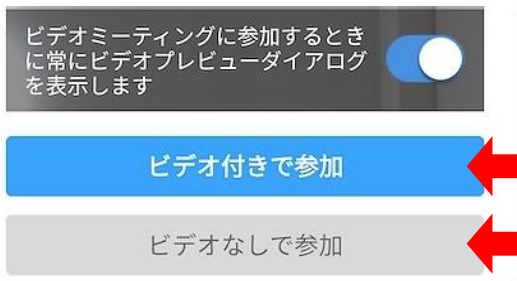 ビデオミーティングに参加するとき
に常にビデオプレビューダイアログ
を表示します
ビデオ付きで参加
ビデオなしで参加